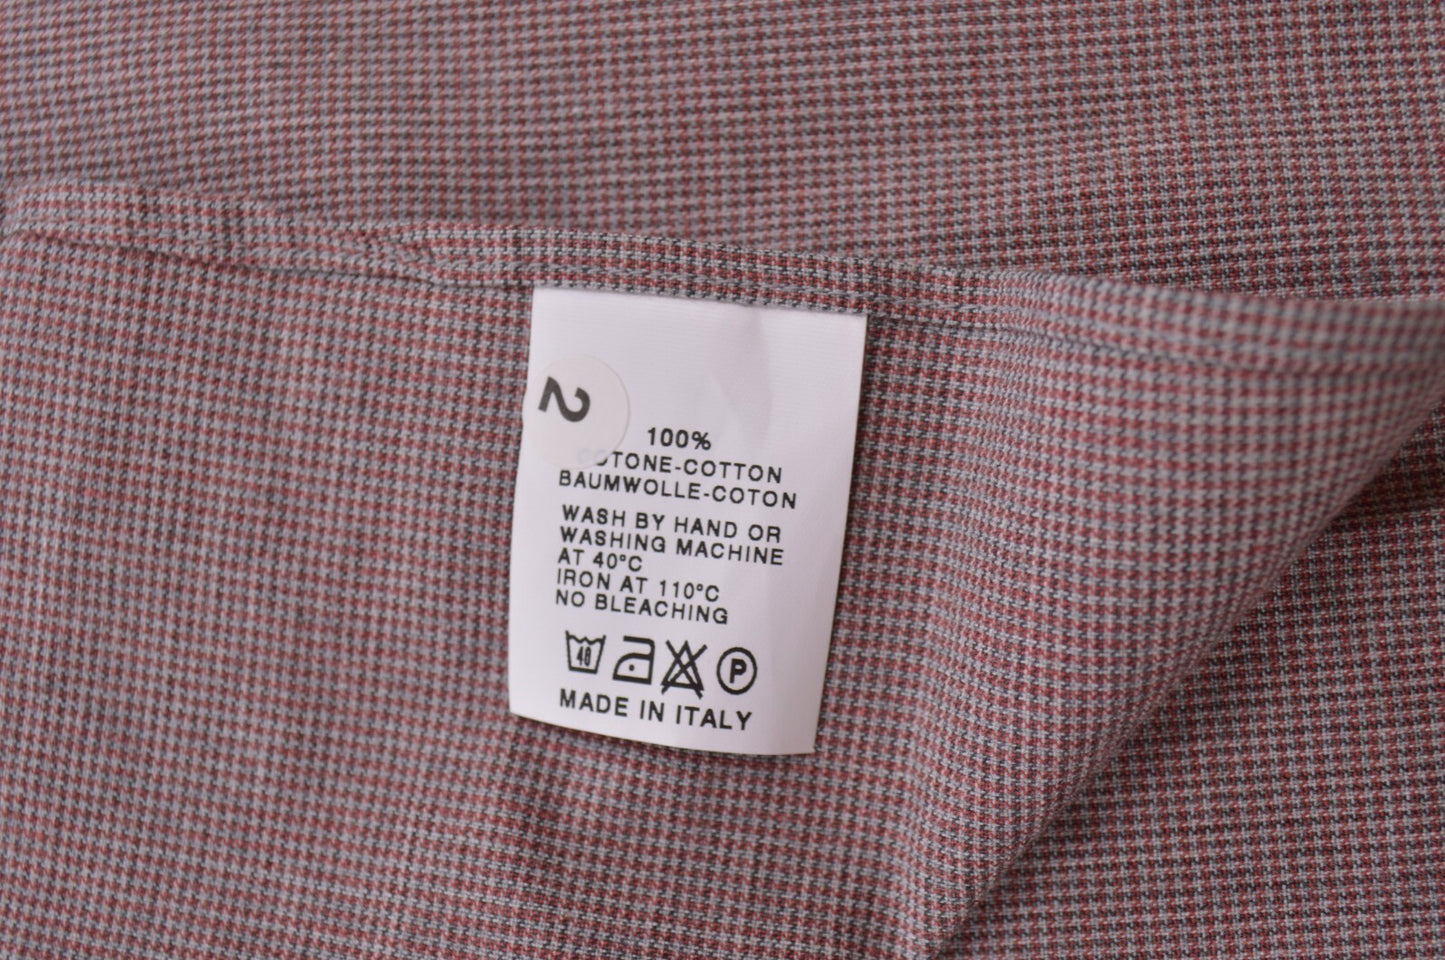 2
100%
COTONE-COTTON
BAUMWOLLE-COTON
WASH BY HAND OR
WASHING MACHINE
AT 40°C
IRON AT 110°C
NO BLEACHING
40 P
MADE IN ITALY